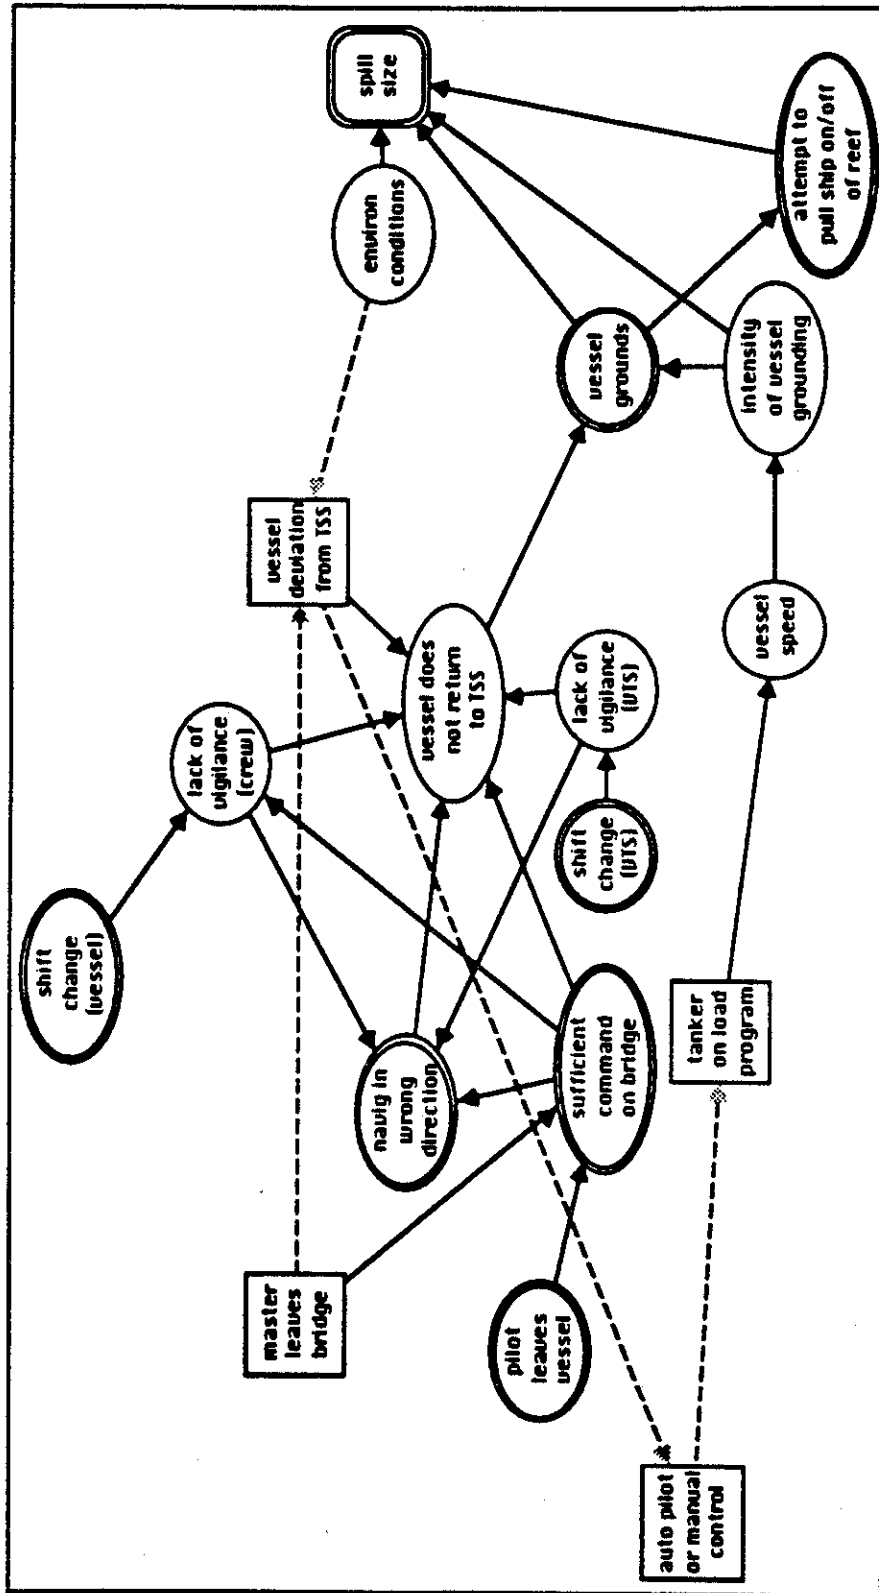 shift
change
(vessel)
lack of
vigilance
(crew)
master
leaves
bridge
vessel
deviation
from TSS
environ
conditions
spill
size
navig in
wrong
direction
vessel does
not return
to TSS
pilot
leaves
vessel
sufficient
command
on bridge
shift
change
(VTS)
lack of
vigilance
(VTS)
vessel
grounds
auto pilot
or manual
control
tanker
on load
program
vessel
speed
intensity
of vessel
grounding
attempt to
pull ship on/off
of reef